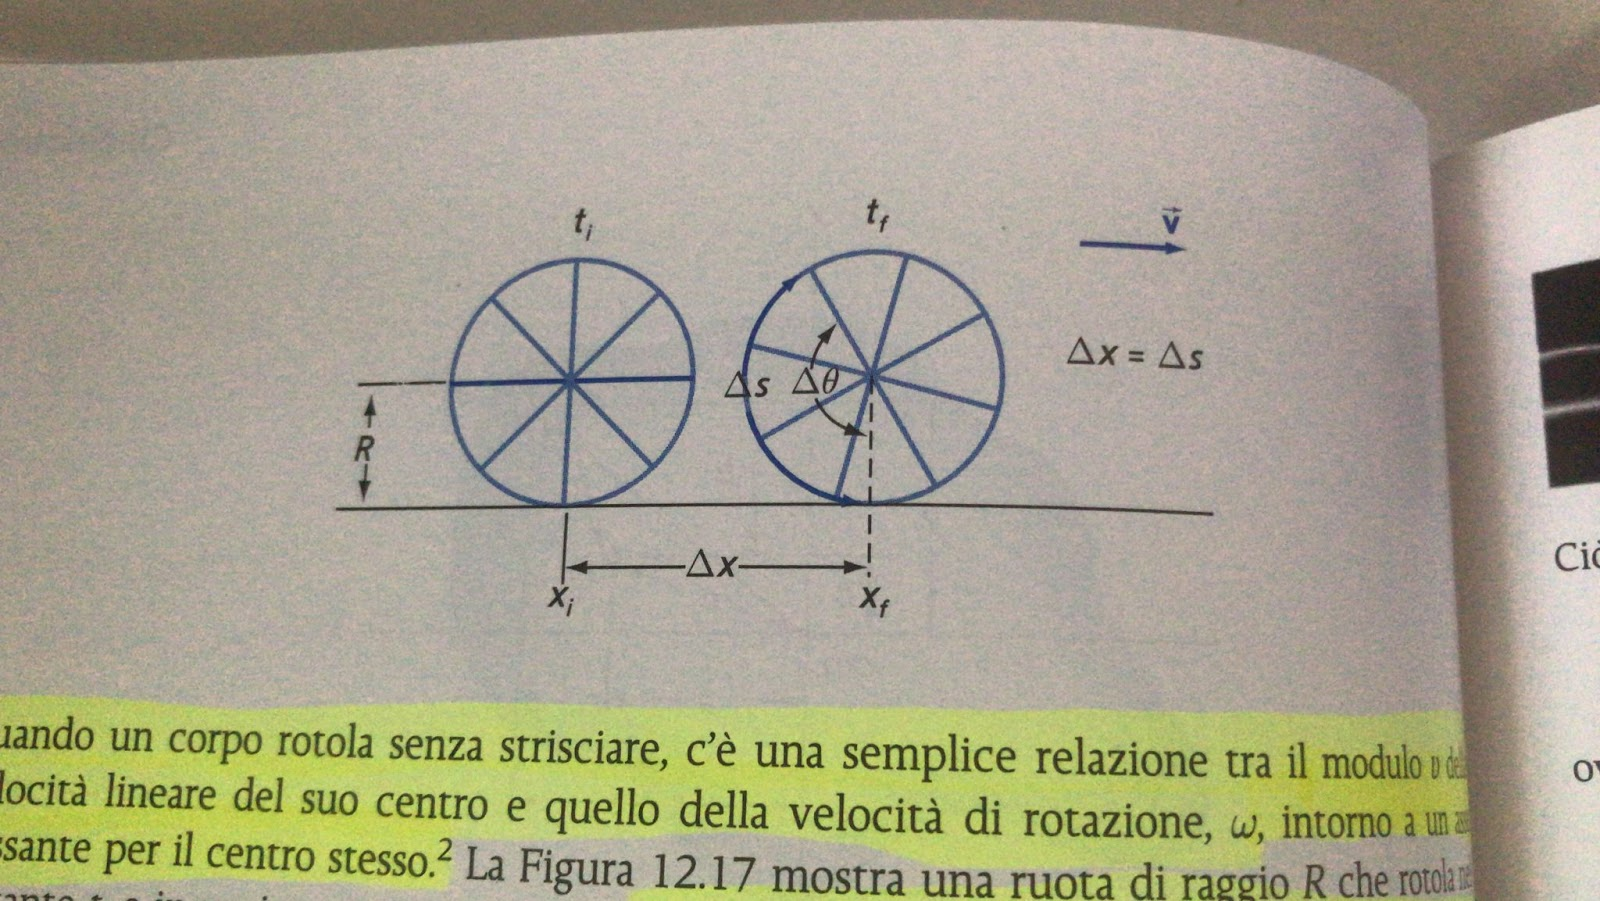 tᵢ
t_f
v⃗
Δx = Δs
Δs Δθ
R
Δx
xᵢ
x_f
uando un corpo rotola senza strisciare, c'è una semplice relazione tra il modulo v
locità lineare del suo centro e quello della velocità di rotazione, ω, intorno a un
ssante per il centro stesso.² La Figura 12.17 mostra una ruota di raggio R che rotola
Ciò